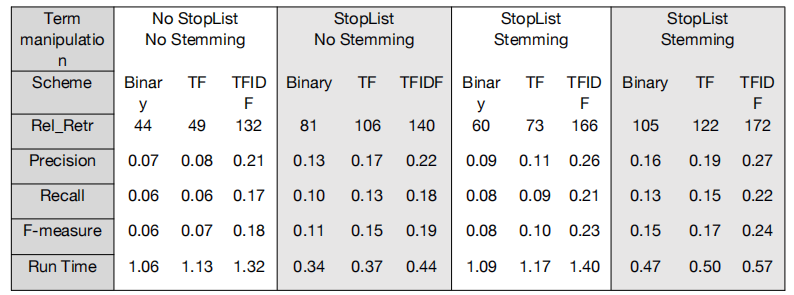 Term manipulatio n No StopList No Stemming StopList No Stemming StopList Stemming StopList Stemming
Scheme Binar y TF TFID F Binary TF TFIDF Binar y TF TFID F Binary TF TFID F
Rel_Retr 44 49 132 81 106 140 60 73 166 105 122 172
Precision 0.07 0.08 0.21 0.13 0.17 0.22 0.09 0.11 0.26 0.16 0.19 0.27
Recall 0.06 0.06 0.17 0.10 0.13 0.18 0.08 0.09 0.21 0.13 0.15 0.22
F-measure 0.06 0.07 0.18 0.11 0.15 0.19 0.08 0.10 0.23 0.15 0.17 0.24
Run Time 1.06 1.13 1.32 0.34 0.37 0.44 1.09 1.17 1.40 0.47 0.50 0.57